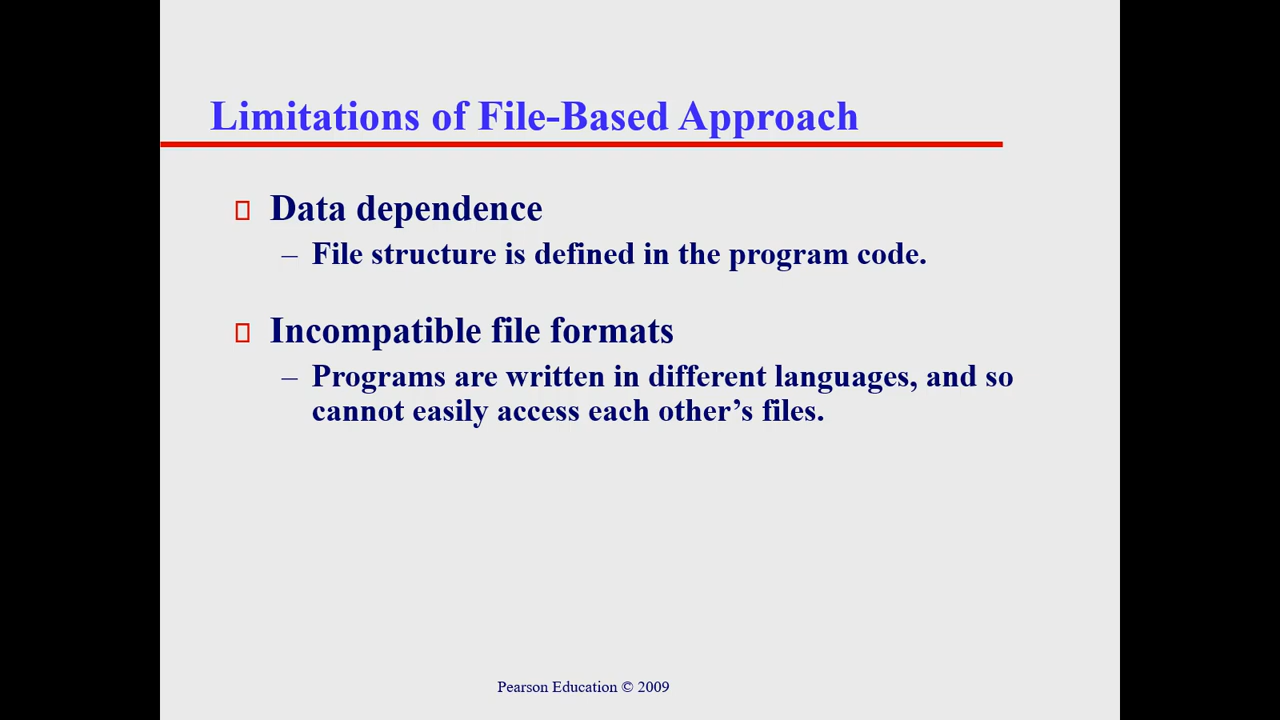 Limitations of File-Based Approach
Data dependence
– File structure is defined in the program code.
Incompatible file formats
– Programs are written in different languages, and so
cannot easily access each other’s files.
Pearson Education © 2009